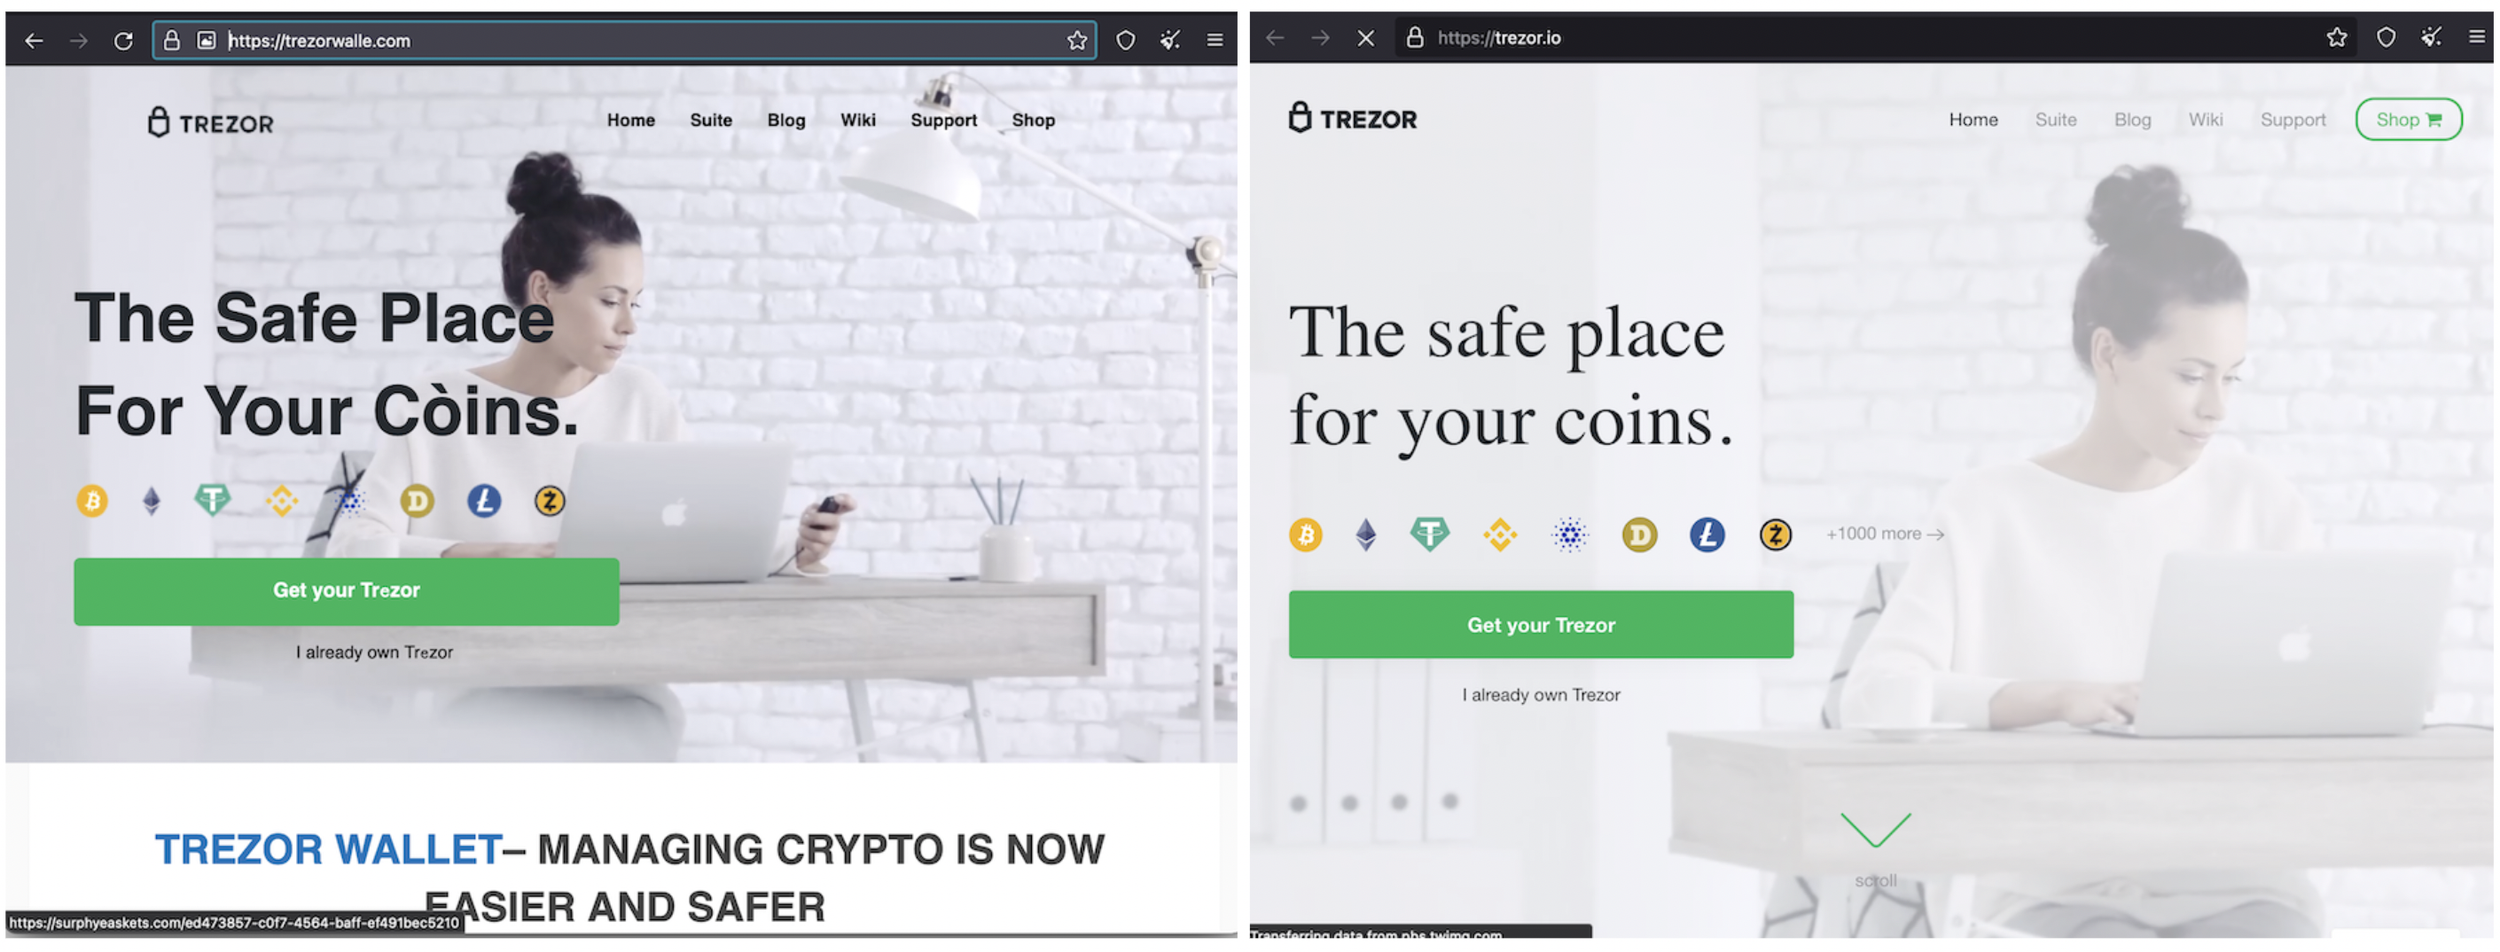 https://trezorwalle.com
TREZOR
Home Suite Blog Wiki Support Shop
The Safe Place
For Your Còins.
Get your Trezor
I already own Trezor
TREZOR WALLET– MANAGING CRYPTO IS NOW
EASIER AND SAFER
https://surphyeaskets.com/ed473857-c0f7-4564-baff-ef491bec5210
https://trezor.io
TREZOR
Home Suite Blog Wiki Support Shop
The safe place
for your coins.
+1000 more →
Get your Trezor
I already own Trezor
scroll
Transferring data from pbs.twimg.com